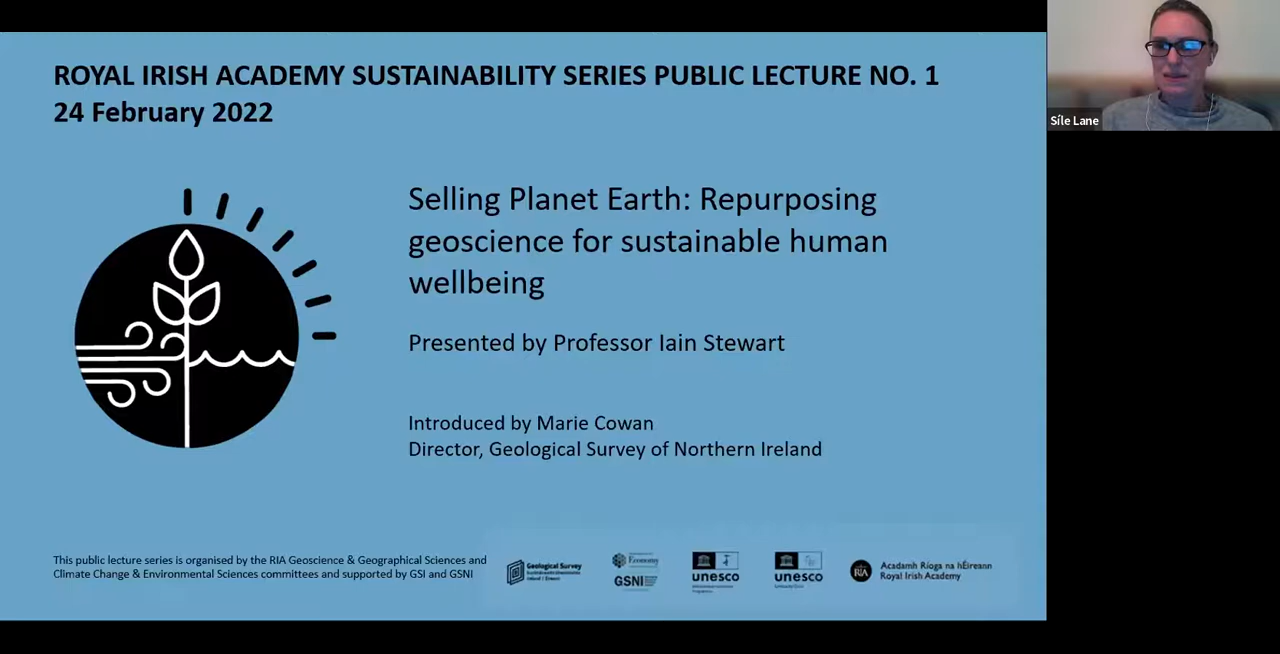 ROYAL IRISH ACADEMY SUSTAINABILITY SERIES PUBLIC LECTURE NO. 1
24 February 2022
Síle Lane
Selling Planet Earth: Repurposing
geoscience for sustainable human
wellbeing
Presented by Professor Iain Stewart
Introduced by Marie Cowan
Director, Geological Survey of Northern Ireland
This public lecture series is organised by the RIA Geoscience & Geographical Sciences and
Climate Change & Environmental Sciences committees and supported by GSI and GSNI
Geological Survey
Ireland
Economy
GSNI
unesco
unesco
RIA
Acadamh Ríoga na hÉireann
Royal Irish Academy